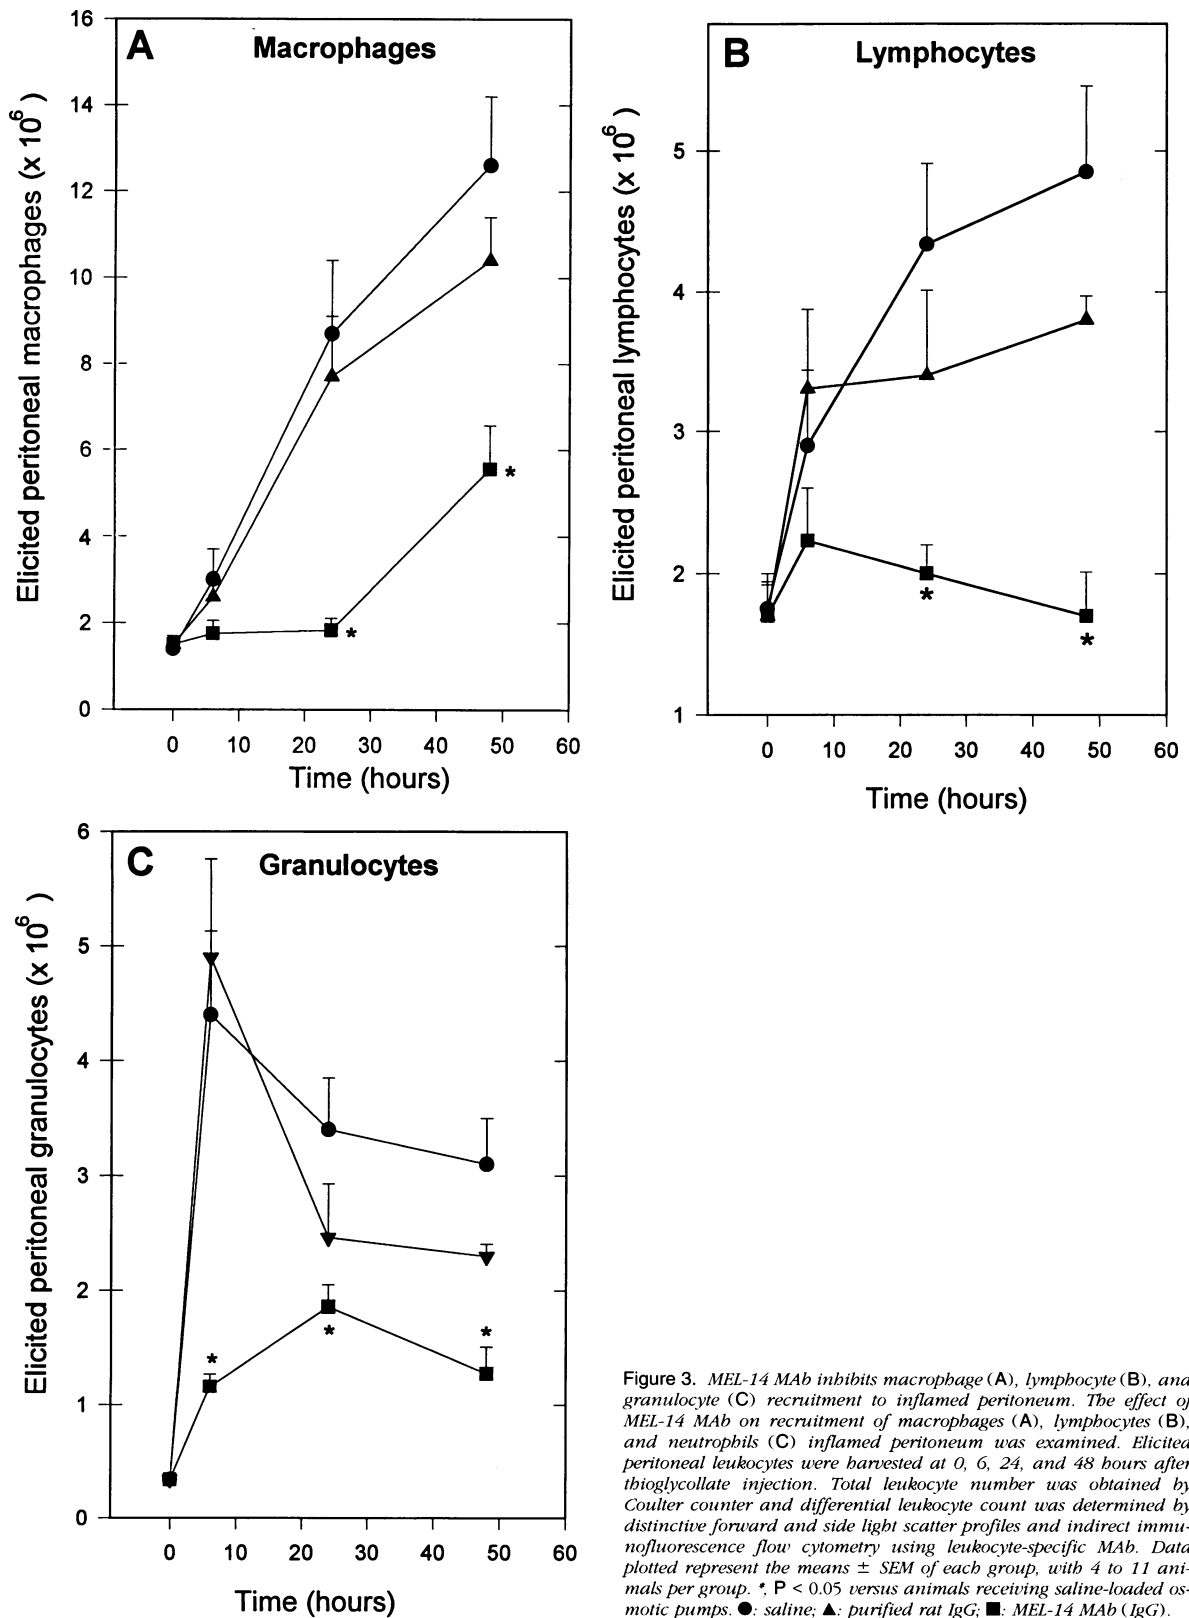 A
Macrophages
Elicited peritoneal macrophages (x 10⁶ )
16
14
12
10
8
6
4
2
0
*
*
0 10 20 30 40 50 60
Time (hours)
B
Lymphocytes
Elicited peritoneal lymphocytes (x 10⁶ )
5
4
3
2
1
*
*
0 10 20 30 40 50 60
Time (hours)
C
Granulocytes
Elicited peritoneal granulocytes (x 10⁶ )
6
5
4
3
2
1
0
*
*
*
0 10 20 30 40 50 60
Time (hours)
Figure 3. MEL-14 MAb inhibits macrophage (A), lymphocyte (B), and
granulocyte (C) recruitment to inflamed peritoneum. The effect of
MEL-14 MAb on recruitment of macrophages (A), lymphocytes (B),
and neutrophils (C) inflamed peritoneum was examined. Elicited
peritoneal leukocytes were harvested at 0, 6, 24, and 48 hours after
thioglycollate injection. Total leukocyte number was obtained by
Coulter counter and differential leukocyte count was determined by
distinctive forward and side light scatter profiles and indirect immu-
nofluorescence flow cytometry using leukocyte-specific MAb. Data
plotted represent the means ± SEM of each group, with 4 to 11 ani-
mals per group. *, P < 0.05 versus animals receiving saline-loaded os-
motic pumps. ●: saline; ▲: purified rat IgG; ■: MEL-14 MAb (IgG).